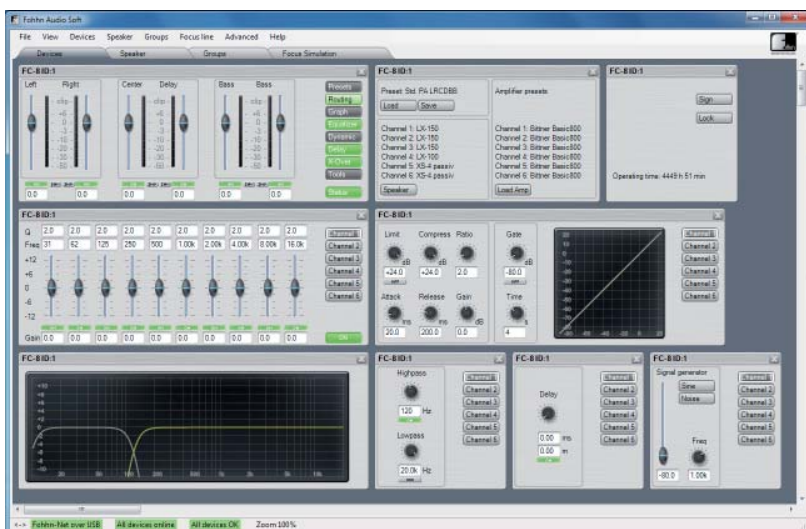 Fohhn Audio Soft
File View Devices Speaker Groups Focus line Advanced Help
Devices Speaker Groups Focus Simulation
FC-8 ID:1
Left Right Center Delay Bass Bass
0.0 0.0 0.0 0.0 0.0 0.0
Presets
Routing
Graph
Equalizer
Dynamic
Delay
X-Over
Tools
FC-8 ID:1
Preset: Std. PA LRCDBB
Load Save
Channel 1: LX-150
Channel 2: LX-150
Channel 3: LX-150
Channel 4: LX-100
Channel 5: XS-4 passiv
Channel 6: XS-4 passiv
Speaker
Amplifier presets:
Channel 1: Bittner Basic800
Channel 2: Bittner Basic800
Channel 3: Bittner Basic800
Channel 4: Bittner Basic800
Channel 5: Bittner Basic800
Channel 6: Bittner Basic800
Load Amp
FC-8 ID:1
Sign
Lock
Operating time: 4449 h 51 min
FC-8 ID:1
Q 2.0 2.0 2.0 2.0 2.0 2.0 2.0 2.0 2.0 2.0
Freq 31 62 125 250 500 1.00k 2.00k 4.00k 8.00k 16.0k
+12
+6
0
-6
-12
Gain 0.0 0.0 0.0 0.0 0.0 0.0 0.0 0.0 0.0 0.0
ON
Channel 2
Channel 3
Channel 4
Channel 5
Channel 6
FC-8 ID:1
Limit Compress Ratio Gate
dB dB dB
+24.0 +24.0 2.0 -80.0
Attack Release Gain Time
ms ms dB s
20.0 200.0 0.0 4
Channel 2
Channel 3
Channel 4
Channel 5
Channel 6
FC-8 ID:1
FC-8 ID:1
Highpass
120 Hz
Lowpass
20.0k Hz
Channel 2
Channel 3
Channel 4
Channel 5
Channel 6
FC-8 ID:1
Delay
0.00 ms
0.00 m
Channel 2
Channel 3
Channel 4
Channel 5
Channel 6
FC-8 ID:1
Signal generator
Sine
Noise
Freq
-80.0 1.00k
Channel 2
Channel 3
Channel 4
Channel 5
Channel 6
<-> Fohhn-Net over USB All devices online All devices OK Zoom 100%